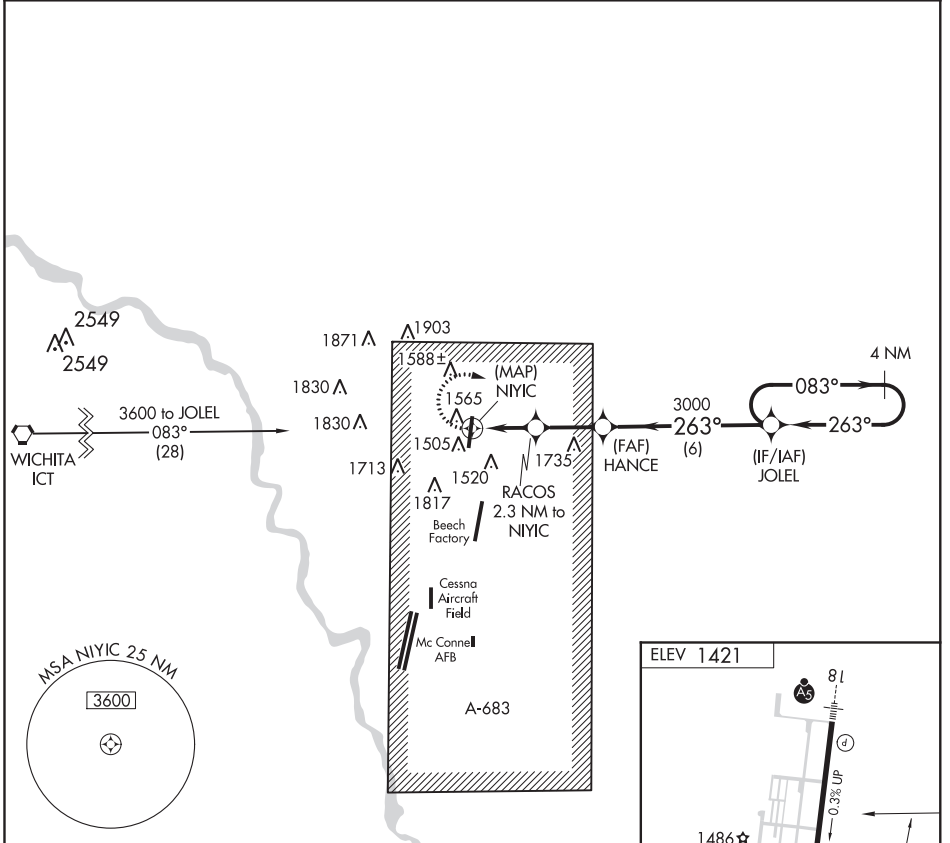 2549
2549
1871
1903
1588±
(MAP)
NIYIC
4 NM
1830
083°
1565
3000
3600 to JOLEL
083°
(28)
1830
263°
263°
WICHITA
ICT
1505
(6)
(FAF)
HANCE
(IF/IAF)
JOLEL
1713
1520
1735
1817
RACOS
2.3 NM to
NIYIC
Beech
Factory
Cessna
Aircraft
Field
Mc Connell
AFB
MSA NIYIC 25 NM
3600
A-683
ELEV 1421
18
A5
P
0.3% UP
1486